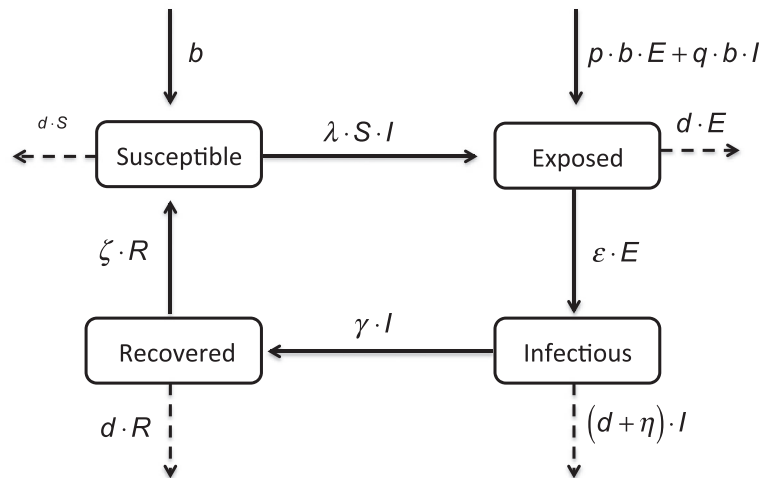 b
p·b·E+q·b·I
d·S
Susceptible
λ·S·I
Exposed
d·E
ζ·R
ε·E
Recovered
γ·I
Infectious
d·R
(d+η)·I